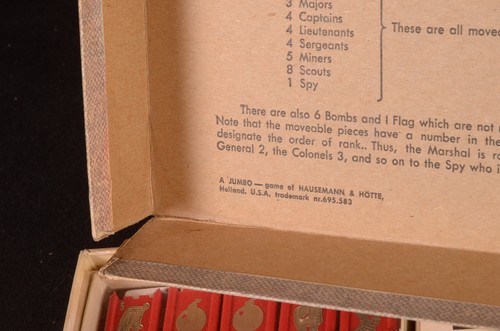 3 Majors
4 Captains
4 Lieutenants
4 Sergeants
5 Miners
8 Scouts
1 Spy
These are all movea
There are also 6 Bombs and I Flag which are not
Note that the moveable pieces have a number in the
designate the order of rank.. Thus, the Marshal is
General 2, the Colonels 3, and so on to the Spy who i
A JUMBO — game of HAUSEMANN & HÖTTE,
Holland. U.S.A. trademark nr.695.583